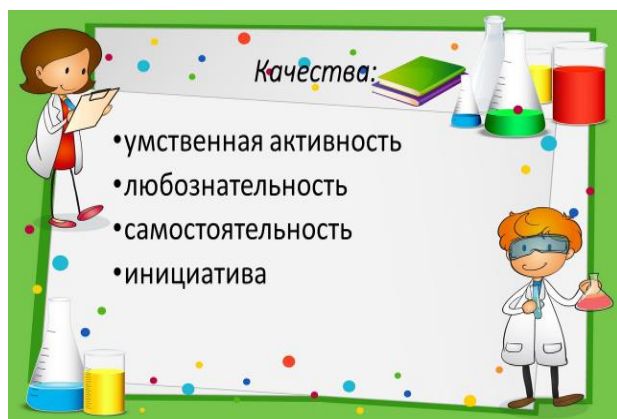 Качества:
•умственная активность
•любознательность
•самостоятельность
•инициатива